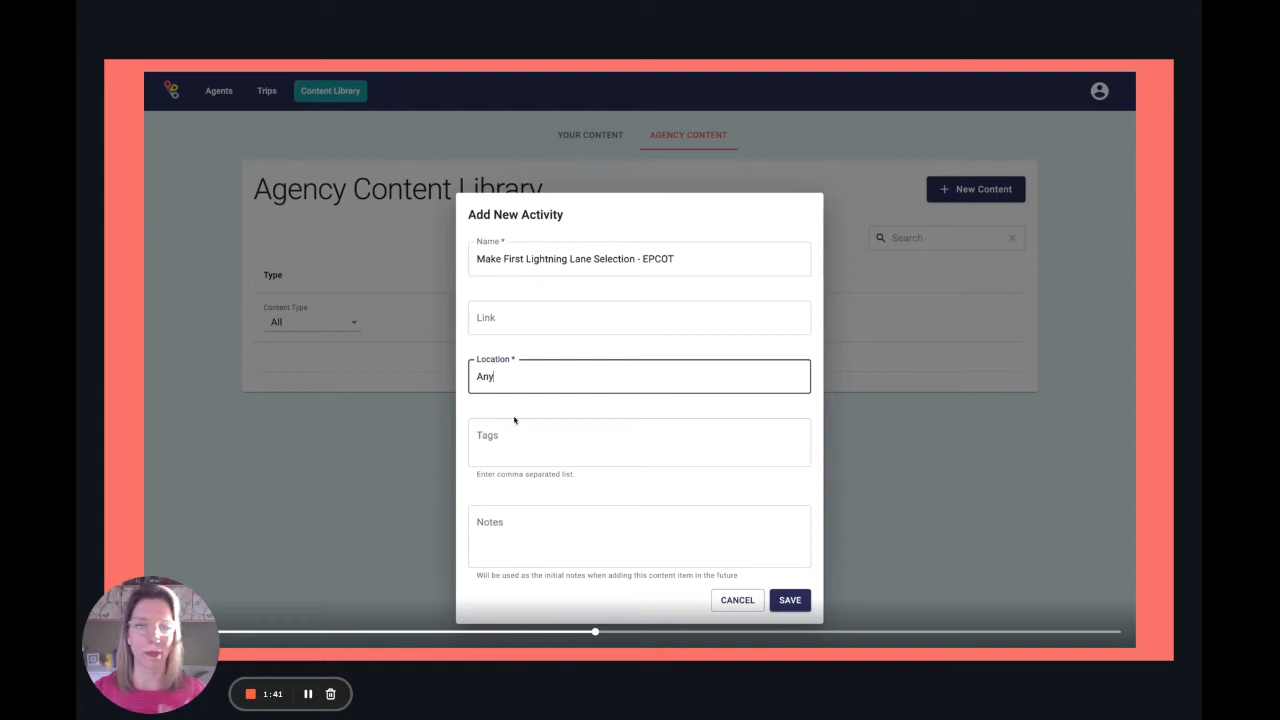 Agents
Trips
Content Library
YOUR CONTENT
AGENCY CONTENT
Agency Content Library
New Content
Search
Type
Content Type
All
Add New Activity
Name *
Make First Lightning Lane Selection - EPCOT
Link
Location *
Any
Tags
Enter comma separated list.
Notes
Will be used as the initial notes when adding this content item in the future
CANCEL
SAVE
1:41